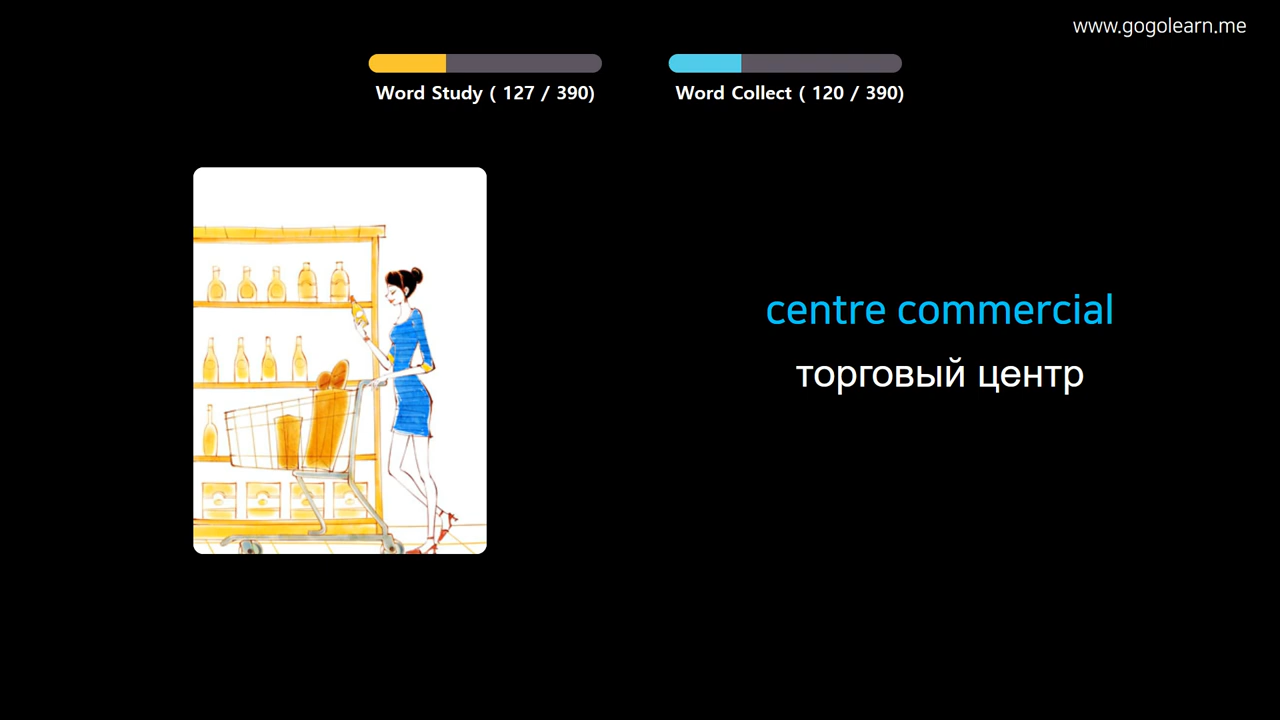 www.gogolearn.me
Word Study ( 127 / 390)
Word Collect ( 120 / 390)
centre commercial
торговый центр